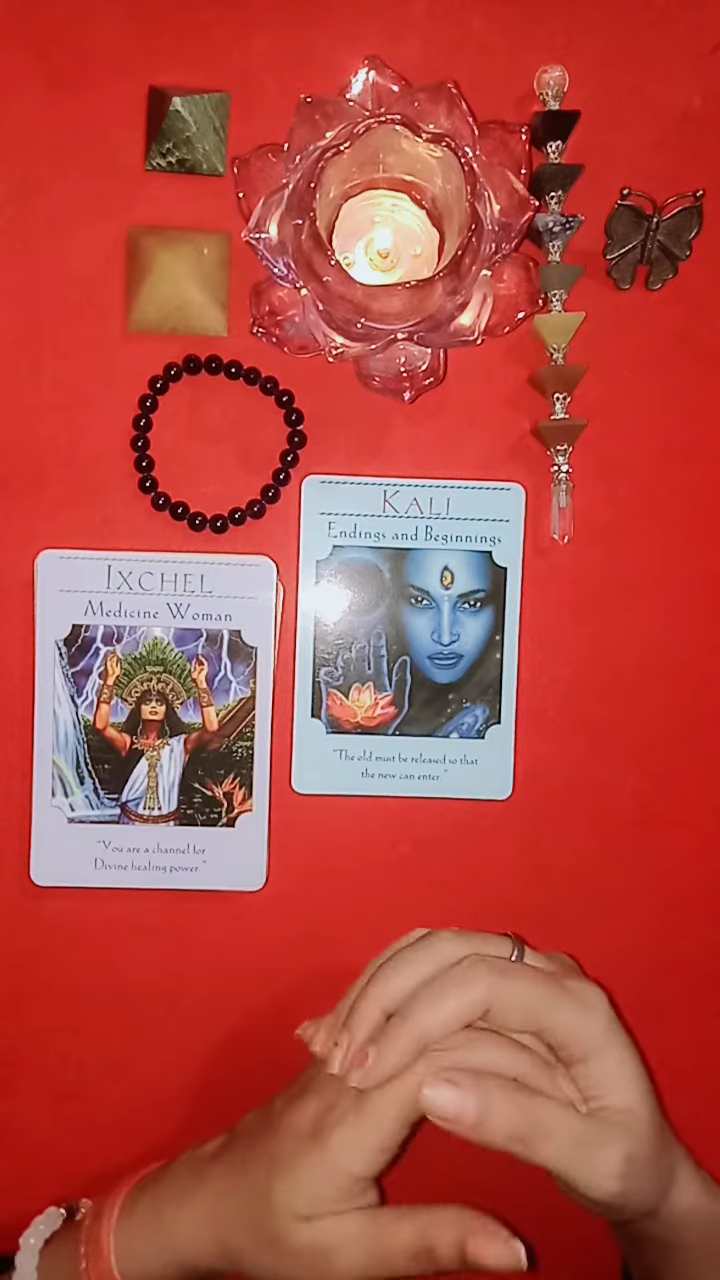 IXCHEL
Medicine Woman
"You are a channel for
Divine healing power."
KALI
Endings and Beginnings
"The old must be released so that
the new can enter."